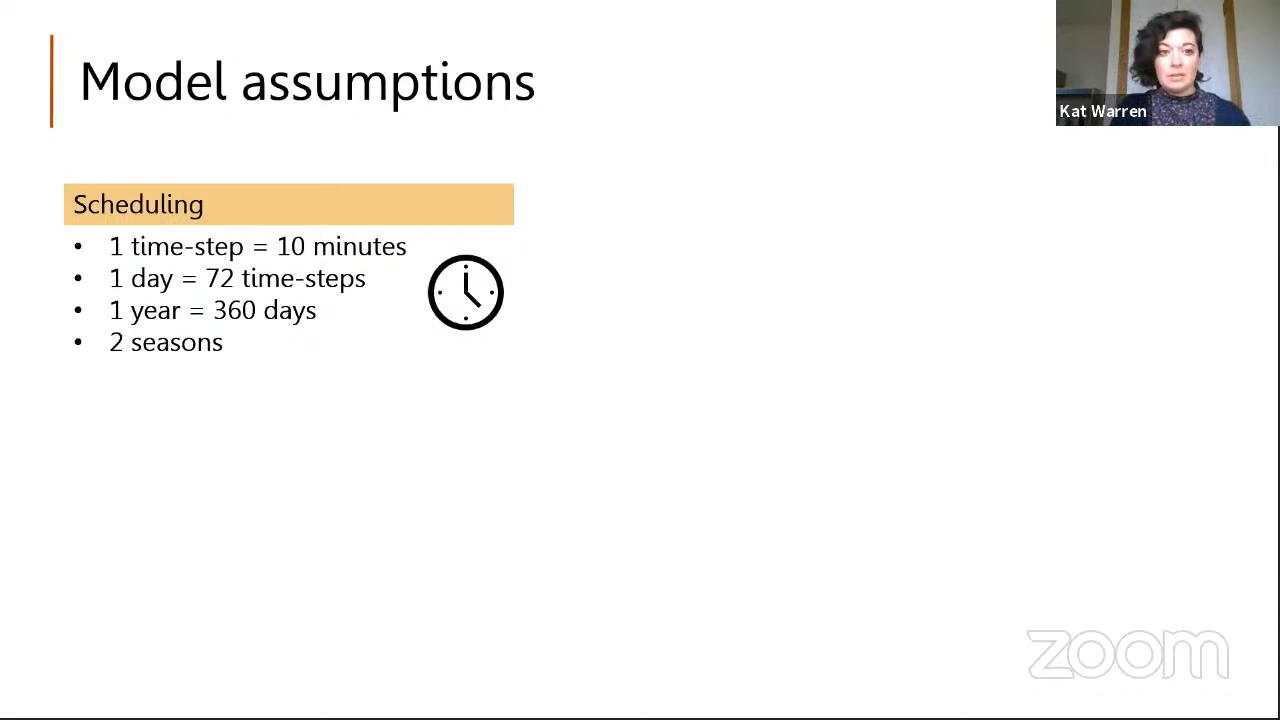 Model assumptions
Kat Warren
Scheduling
• 1 time-step = 10 minutes
• 1 day = 72 time-steps
• 1 year = 360 days
• 2 seasons
zoom